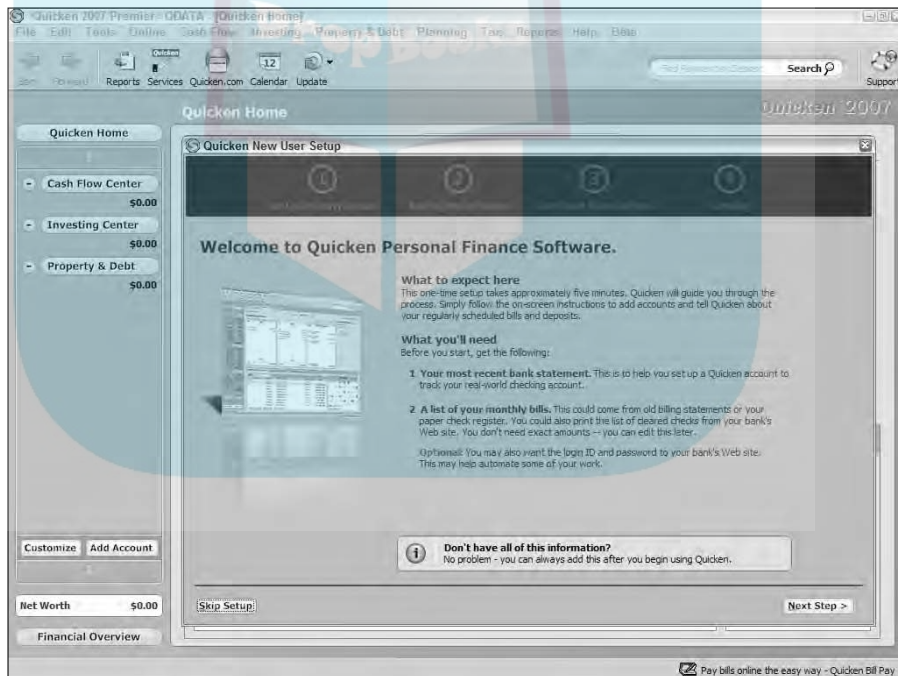 Quicken 2007 Premier - QDATA - [Quicken Home]
File Edit Tools Online Cash Flow Investing Property & Debt Planning Tax Reports Help
Reports Services Quicken.com Calendar Update
Search
Support
Quicken Home
Quicken 2007
Quicken Home
Cash Flow Center
$0.00
Investing Center
$0.00
Property & Debt
$0.00
Customize Add Account
Net Worth $0.00
Financial Overview
Quicken New User Setup
1 2 3
Welcome to Quicken Personal Finance Software.
What to expect here
This one-time setup takes approximately five minutes. Quicken will guide you through the
process. Simply follow the on-screen instructions to add accounts and tell Quicken about
your regularly scheduled bills and deposits.
What you'll need
Before you start, get the following:
1 Your most recent bank statement. This is to help you set up a Quicken account to
track your real-world checking account.
2 A list of your monthly bills. This could come from old billing statements or your
paper check register. You could also print the list of cleared checks from your bank's
Web site. You don't need exact amounts -- you can edit this later.
Optional: You may also want the login ID and password to your bank's Web site.
This may help automate some of your work.
Don't have all of this information?
No problem - you can always add this after you begin using Quicken.
Skip Setup
Next Step >
Pay bills online the easy way - Quicken Bill Pay